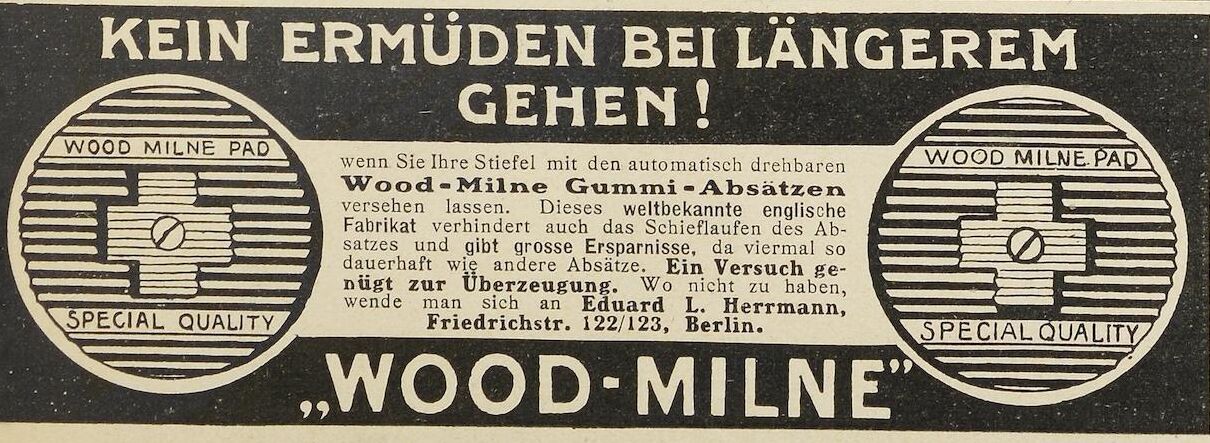 KEIN ERMÜDEN BEI LÄNGEREM
GEHEN!
WOOD MILNE PAD
SPECIAL QUALITY
wenn Sie Ihre Stiefel mit den automatisch drehbaren
Wood-Milne Gummi-Absätzen
versehen lassen. Dieses weltbekannte englische
Fabrikat verhindert auch das Schieflaufen des Ab-
satzes und gibt grosse Ersparnisse, da viermal so
dauerhaft wie andere Absätze. Ein Versuch ge-
nügt zur Überzeugung. Wo nicht zu haben,
wende man sich an Eduard L. Herrmann,
Friedrichstr. 122/123, Berlin.
WOOD MILNE PAD
SPECIAL QUALITY
„WOOD-MILNE”